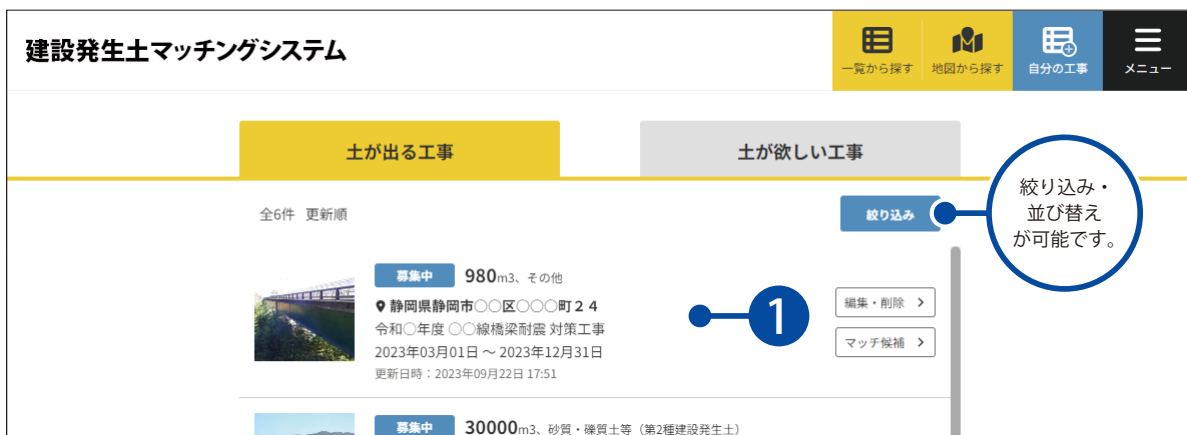 建設発生土マッチングシステム
一覧から探す
地図から探す
自分の工事
メニュー
土が出る工事
土が欲しい工事
全6件 更新順
絞り込み
絞り込み・
並び替え
が可能です。
募集中 980m3、その他
静岡県静岡市○○区○○○町２４
令和○年度 ○○線橋梁耐震 対策工事
2023年03月01日 ～ 2023年12月31日
更新日時：2023年09月22日 17:51
1
編集・削除
マッチ候補
募集中 30000m3、砂質・礫質土等（第2種建設発生土）